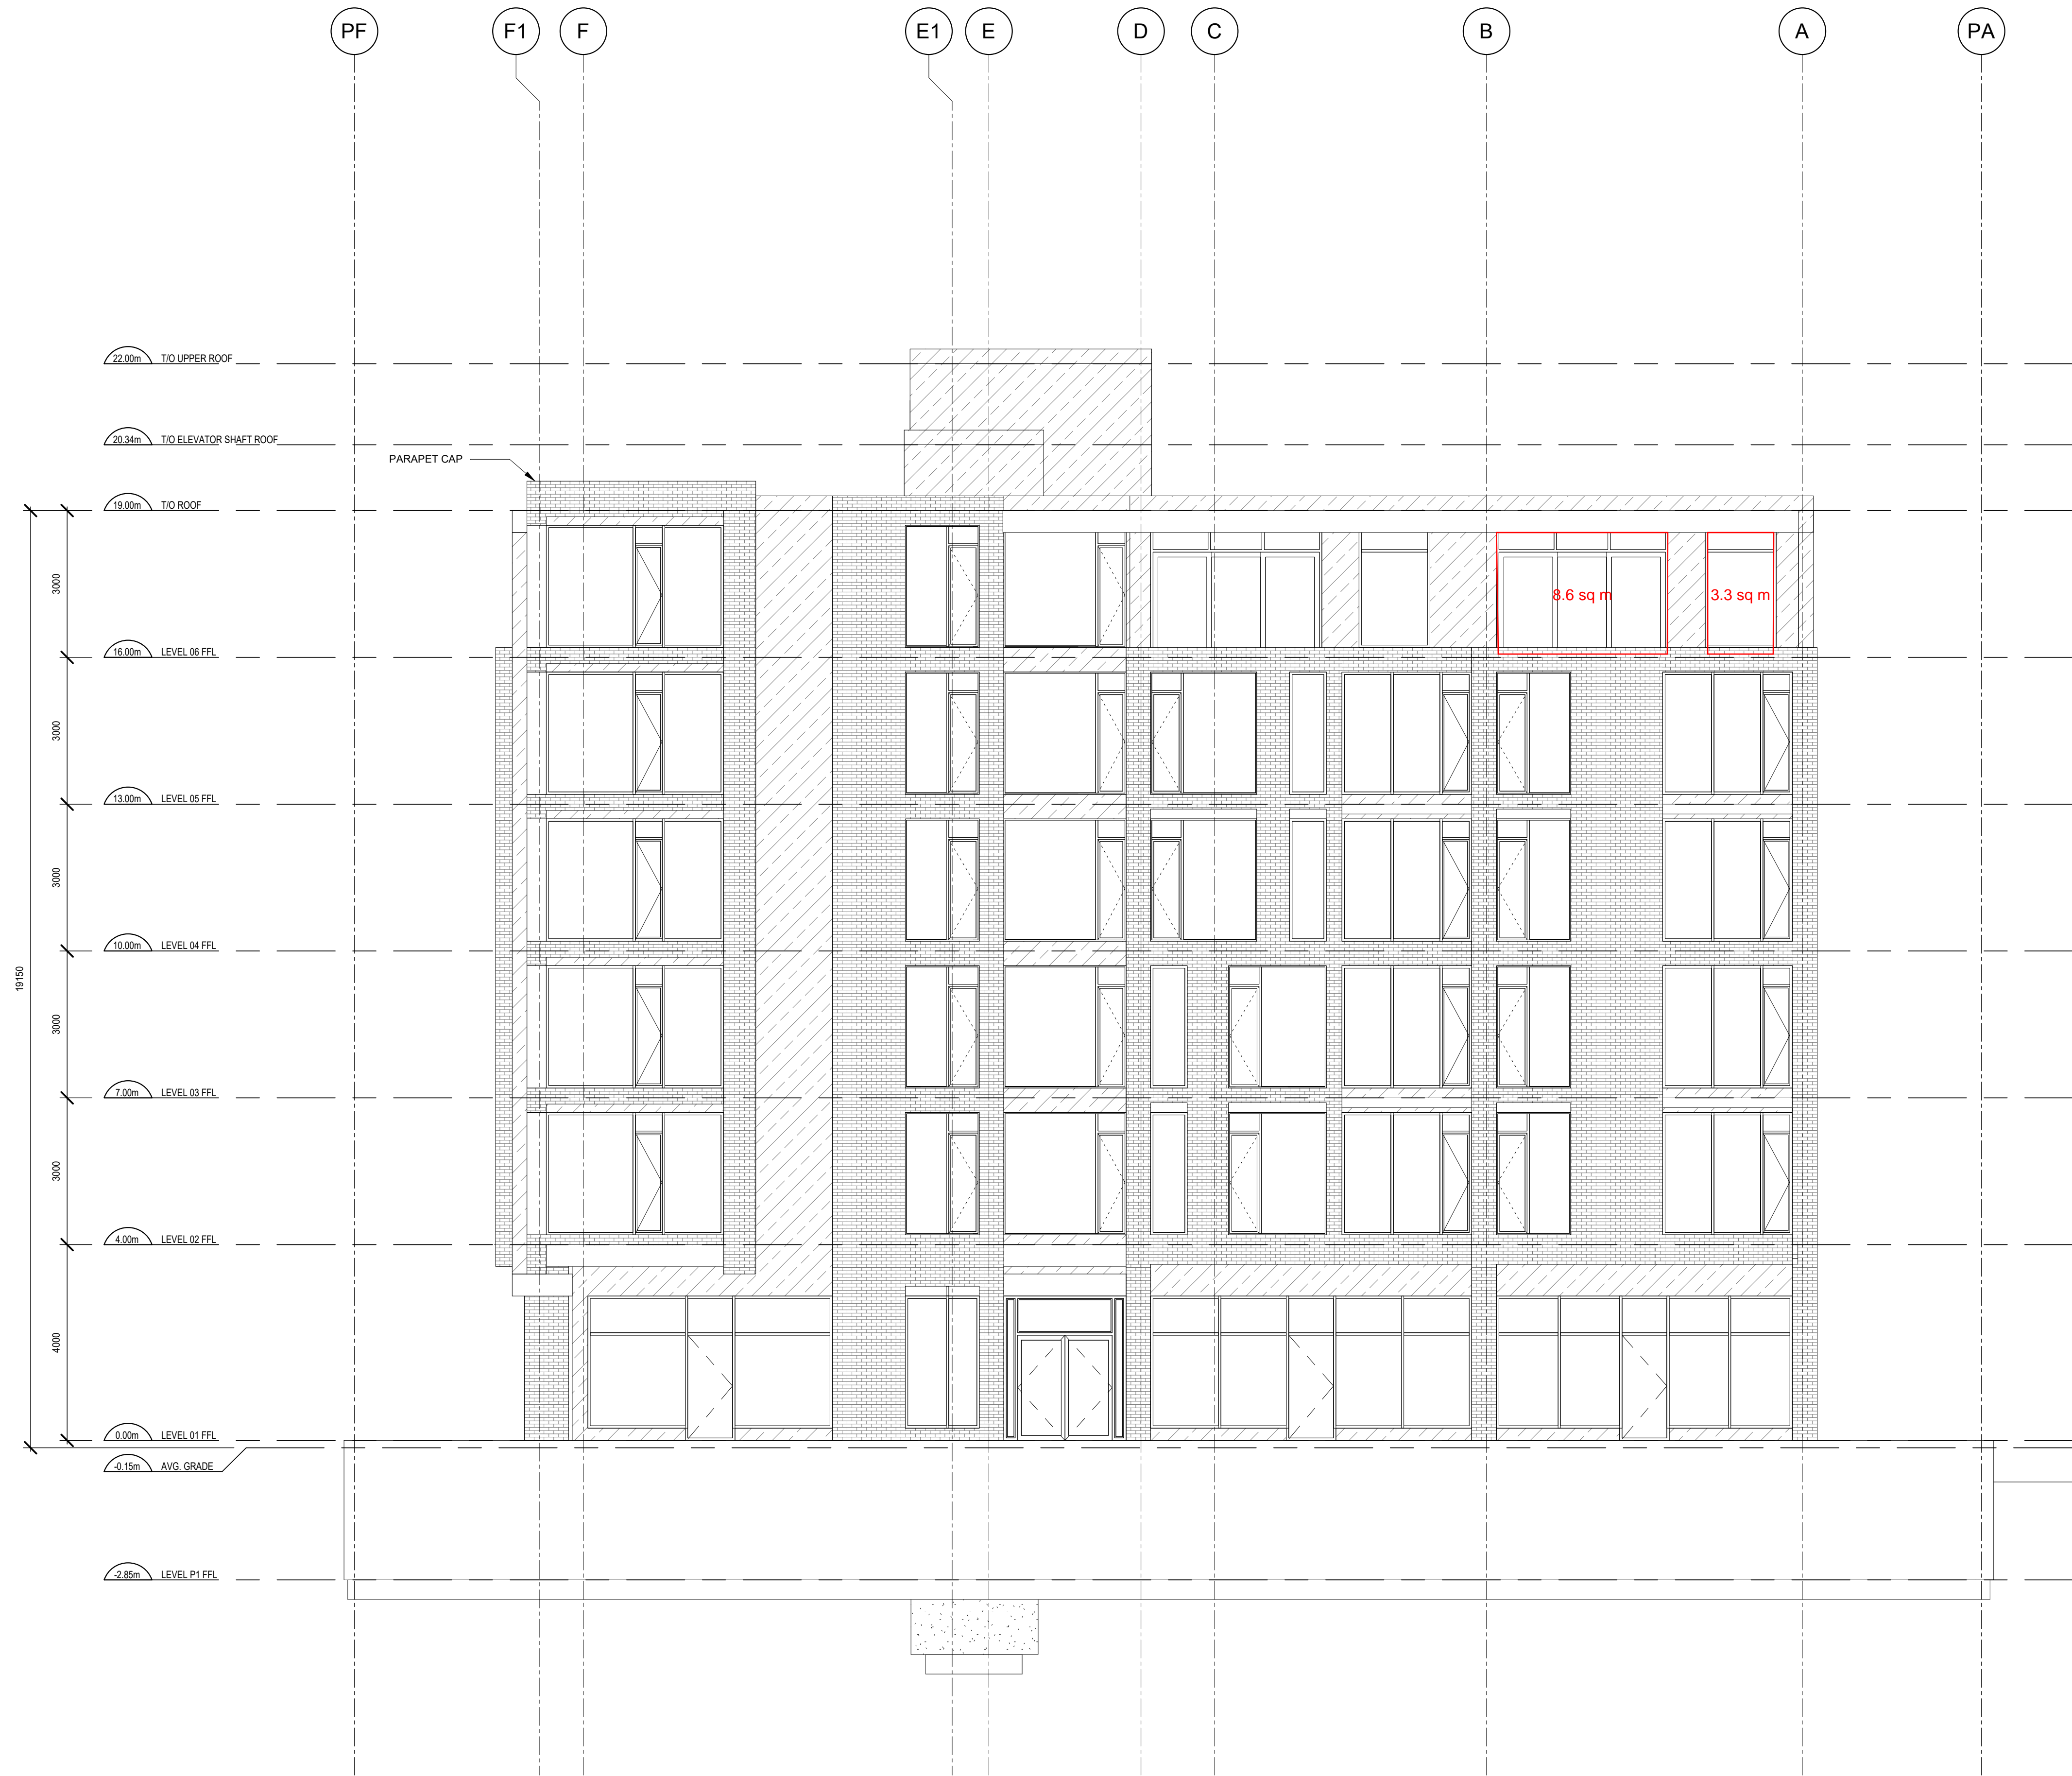 PF F1 F E1 E D C B A PA
22.00m T/O UPPER ROOF
20.34m T/O ELEVATOR SHAFT ROOF
PARAPET CAP
19.00m T/O ROOF
3000
8.6 sq m 3.3 sq m
16.00m LEVEL 06 FFL
3000
13.00m LEVEL 05 FFL
3000
10.00m LEVEL 04 FFL
19150
3000
7.00m LEVEL 03 FFL
3000
4.00m LEVEL 02 FFL
4000
0.00m LEVEL 01 FFL
-0.15m AVG. GRADE
-2.85m LEVEL P1 FFL